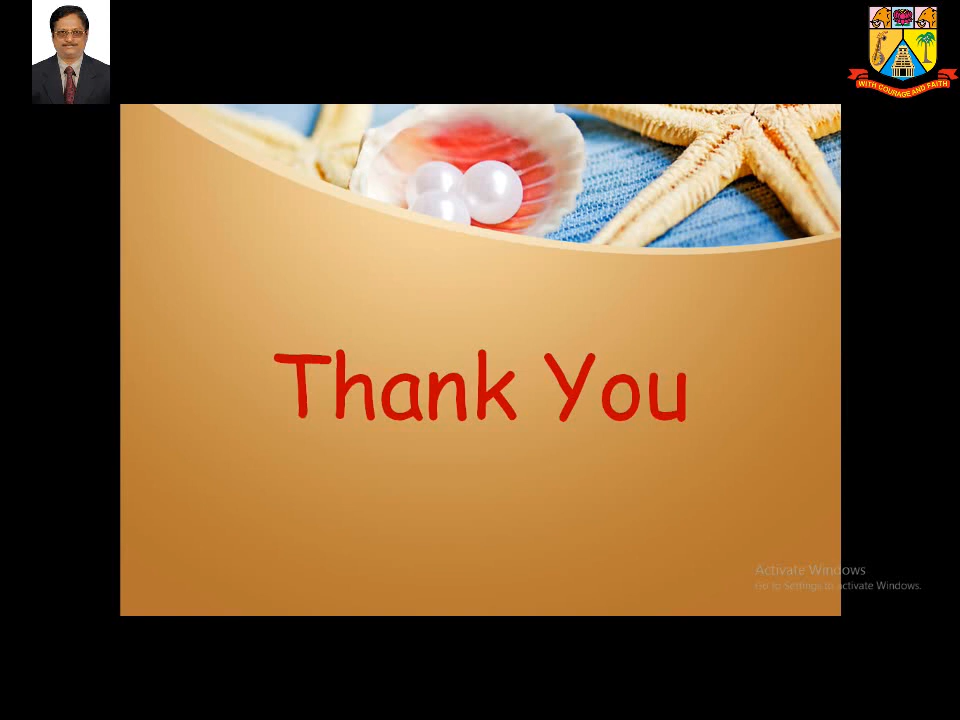 WITH COURAGE AND FAITH
Thank You
Activate Windows
Go to Settings to activate Windows.